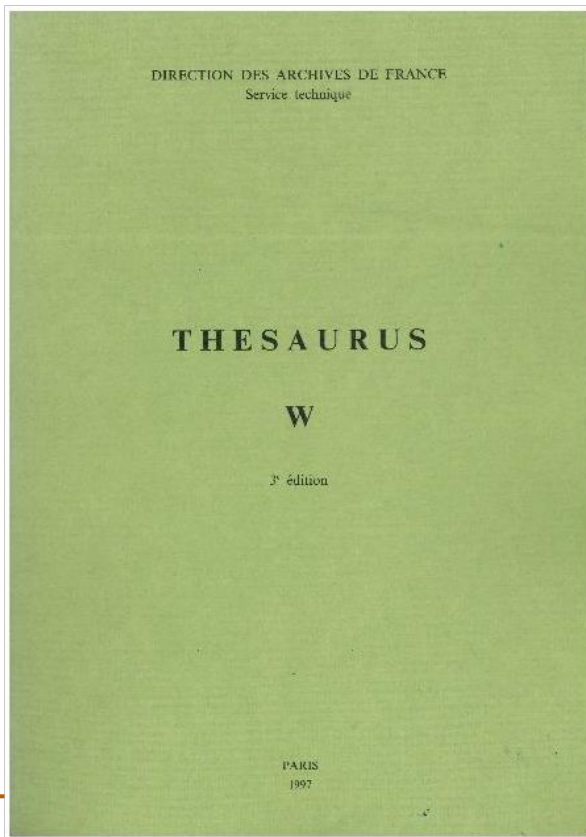 DIRECTION DES ARCHIVES DE FRANCE
Service technique
THESAURUS
W
3ᵉ édition
PARIS
1997